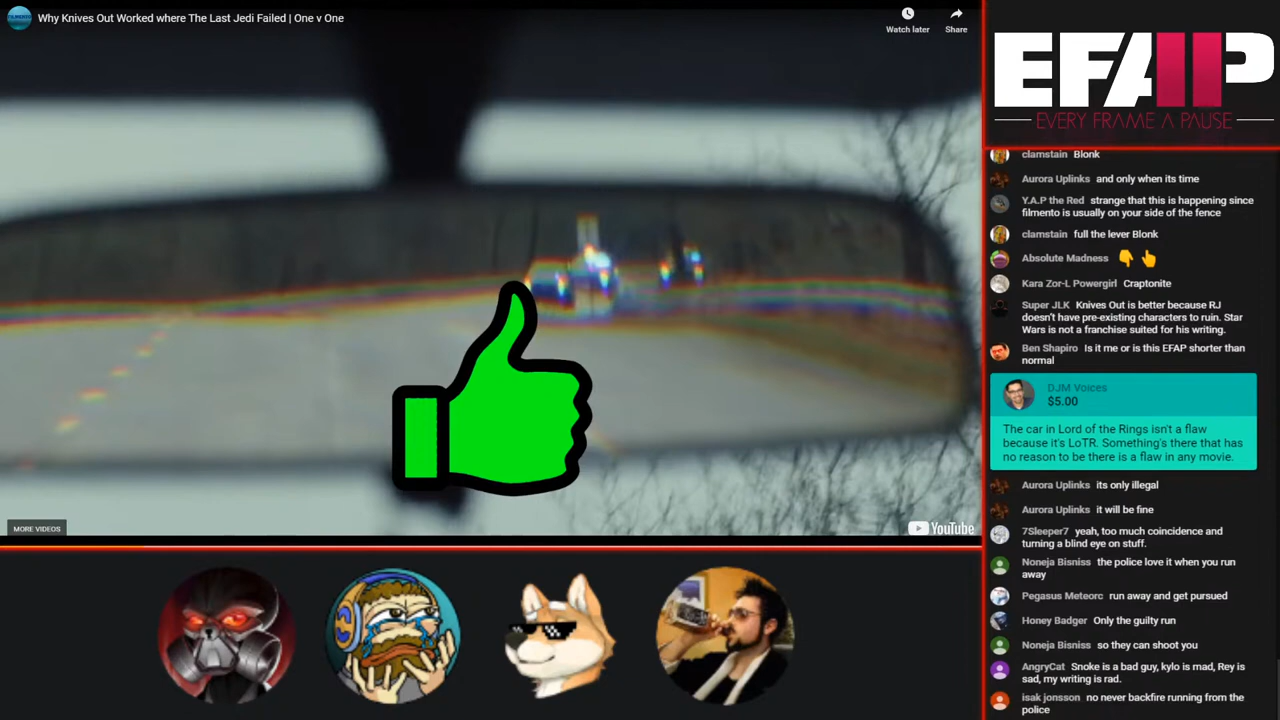 Why Knives Out Worked where The Last Jedi Failed | One v One
Watch later
Share
MORE VIDEOS
YouTube
EFAP
EVERY FRAME A PAUSE
clamstain Blonk
Aurora Uplinks and only when its time
Y.A.P the Red strange that this is happening since
filmento is usually on your side of the fence
clamstain full the lever Blonk
Absolute Madness 👇 👆
Kara Zor-L Powergirl Craptonite
Super JLK Knives Out is better because RJ
doesn't have pre-existing characters to ruin. Star
Wars is not a franchise suited for his writing.
Ben Shapiro Is it me or is this EFAP shorter than
normal
DJM Voices
$5.00
The car in Lord of the Rings isn't a flaw
because it's LoTR. Something's there that has
no reason to be there is a flaw in any movie.
Aurora Uplinks its only illegal
Aurora Uplinks it will be fine
7Sleeper7 yeah, too much coincidence and
turning a blind eye on stuff.
Noneja Bisniss the police love it when you run
away
Pegasus Meteorc run away and get pursued
Honey Badger Only the guilty run
Noneja Bisniss so they can shoot you
AngryCat Snoke is a bad guy, kylo is mad, Rey is
sad, my writing is rad.
isak jonsson no never backfire running from the
police